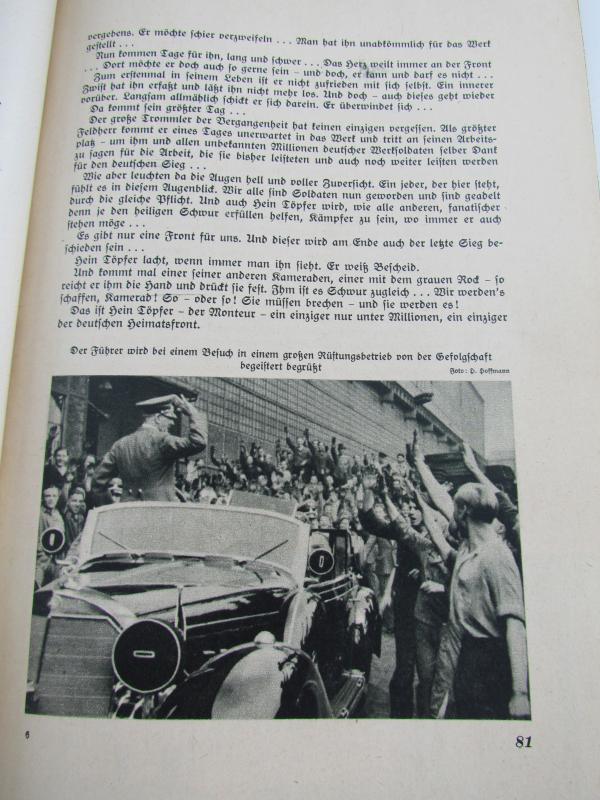 vergebens. Er möchte schier verzweifeln ... Man hat ihn unabkömmlich für das Werk
gestellt ...
Nun kommen Tage für ihn, lang und schwer ... Das Herz weilt immer an der Front
... Dort möchte er doch auch so gerne sein – und doch, er kann und darf es nicht ...
Zum erstenmal in seinem Leben ist er nicht zufrieden mit sich selbst. Ein innerer
Zwist hat ihn erfaßt und läßt ihn nicht mehr los. Und doch – auch dieses geht wieder
vorüber. Langsam allmählich schickt er sich darein. Er überwindet sich ...
Da kommt sein größter Tag ...
Der große Trommler der Vergangenheit hat keinen einzigen vergessen. Als größter
Feldherr kommt er eines Tages unerwartet in das Werk und tritt an seinen Arbeits-
platz – um ihm und allen unbekannten Millionen deutscher Werksoldaten selber Dank
zu sagen für die Arbeit, die sie bisher leisteten und auch noch weiter leisten werden
für den deutschen Sieg ...
Wie aber leuchten da die Augen hell und voller Zuversicht. Ein jeder, der hier steht,
fühlt es in diesem Augenblick. Wir alle sind Soldaten nun geworden und sind geadelt
durch die gleiche Pflicht. Und auch Hein Töpfer wird, wie alle anderen, fanatischer
denn je den heiligen Schwur erfüllen helfen, Kämpfer zu sein, wo immer er auch
stehen möge ...
Es gibt nur eine Front für uns. Und dieser wird am Ende auch der letzte Sieg be-
schieden sein ...
Hein Töpfer lacht, wenn immer man ihn sieht. Er weiß Bescheid.
Und kommt mal einer seiner anderen Kameraden, einer mit dem grauen Rock – so
reicht er ihm die Hand und drückt sie fest. Ihm ist es Schwur zugleich ... Wir werden's
schaffen, Kamerad! So – oder so! Sie müssen brechen – und sie werden es!
Das ist Hein Töpfer – der Monteur – ein einziger nur unter Millionen, ein einziger
der deutschen Heimatsfront.
Der Führer wird bei einem Besuch in einem großen Rüstungsbetrieb von der Gefolgschaft
begeistert begrüßt
Foto: H. Hoffmann
6
81